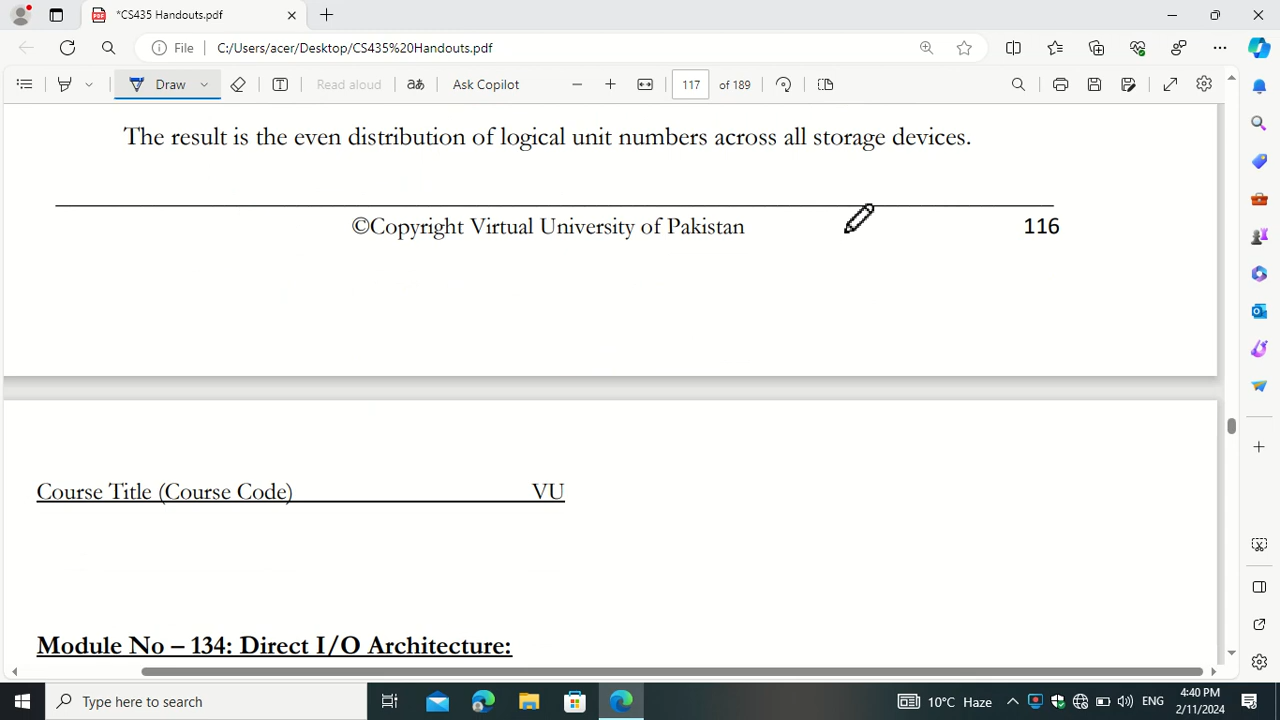 *CS435 Handouts.pdf
File C:/Users/acer/Desktop/CS435%20Handouts.pdf
Draw Read aloud aあ Ask Copilot 117 of 189
The result is the even distribution of logical unit numbers across all storage devices.
©Copyright Virtual University of Pakistan 116
Course Title (Course Code) VU
Module No – 134: Direct I/O Architecture:
Type here to search 10°C Haze ENG 4:40 PM
2/11/2024